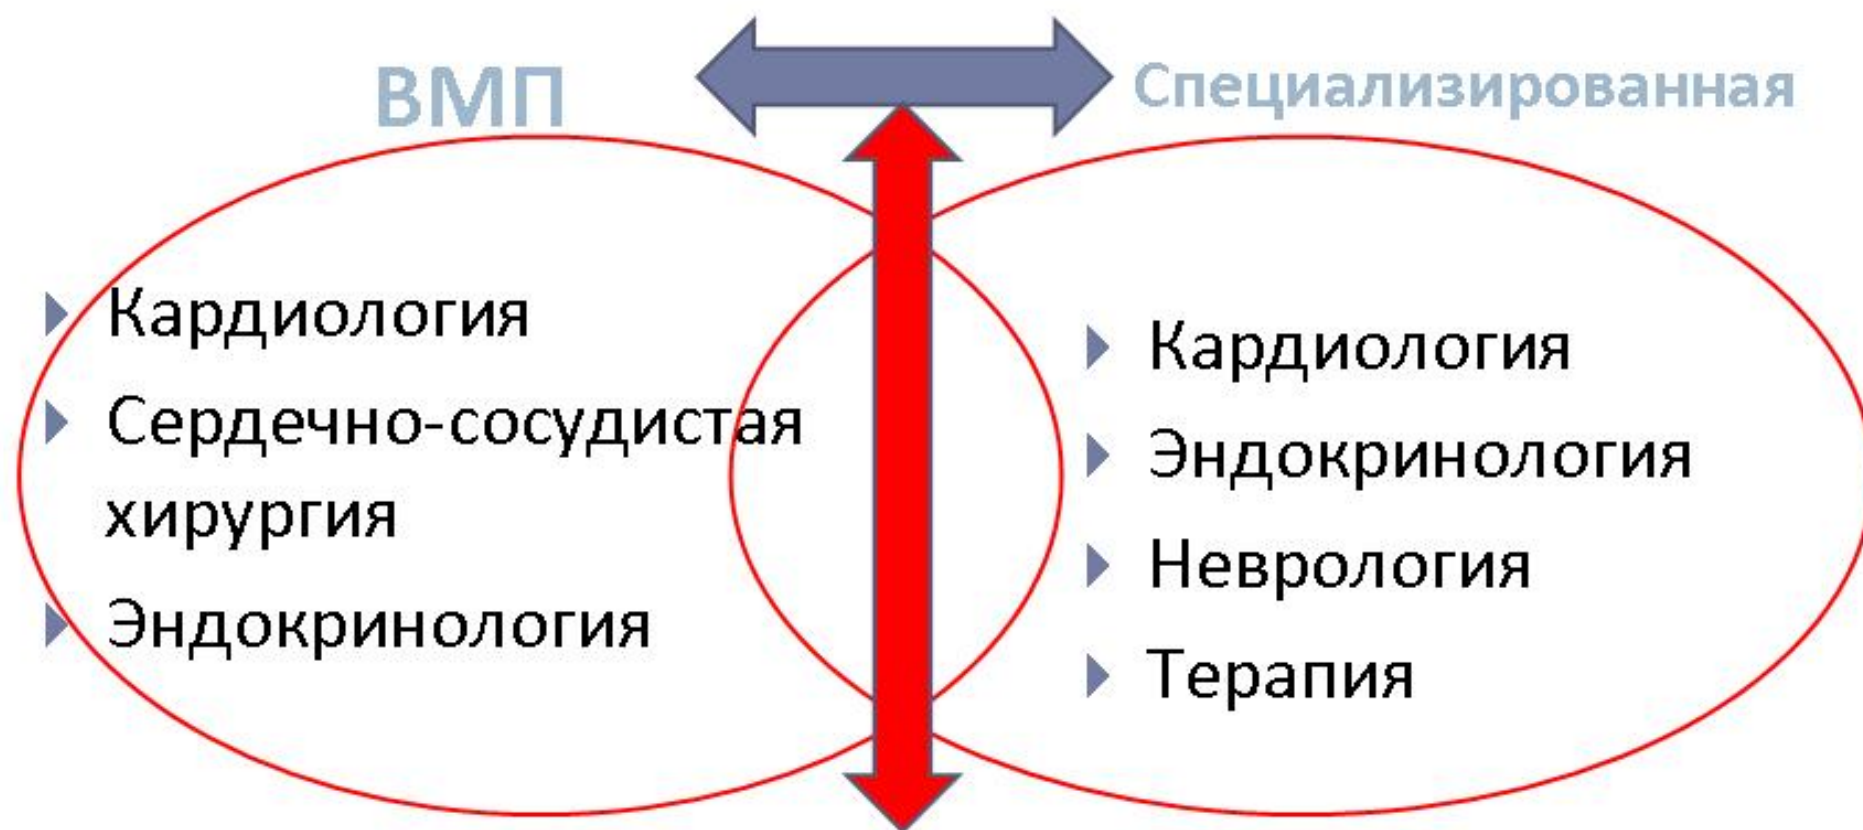 ВМП
Специализированная
Кардиология
Сердечно-сосудистая
хирургия
Эндокринология
Кардиология
Эндокринология
Неврология
Терапия